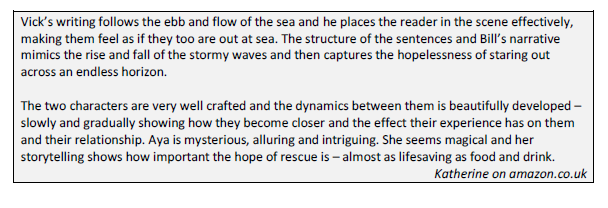 Vick’s writing follows the ebb and flow of the sea and he places the reader in the scene effectively,
making them feel as if they too are out at sea. The structure of the sentences and Bill’s narrative
mimics the rise and fall of the stormy waves and then captures the hopelessness of staring out
across an endless horizon.
The two characters are very well crafted and the dynamics between them is beautifully developed –
slowly and gradually showing how they become closer and the effect their experience has on them
and their relationship. Aya is mysterious, alluring and intriguing. She seems magical and her
storytelling shows how important the hope of rescue is – almost as lifesaving as food and drink.
Katherine on amazon.co.uk